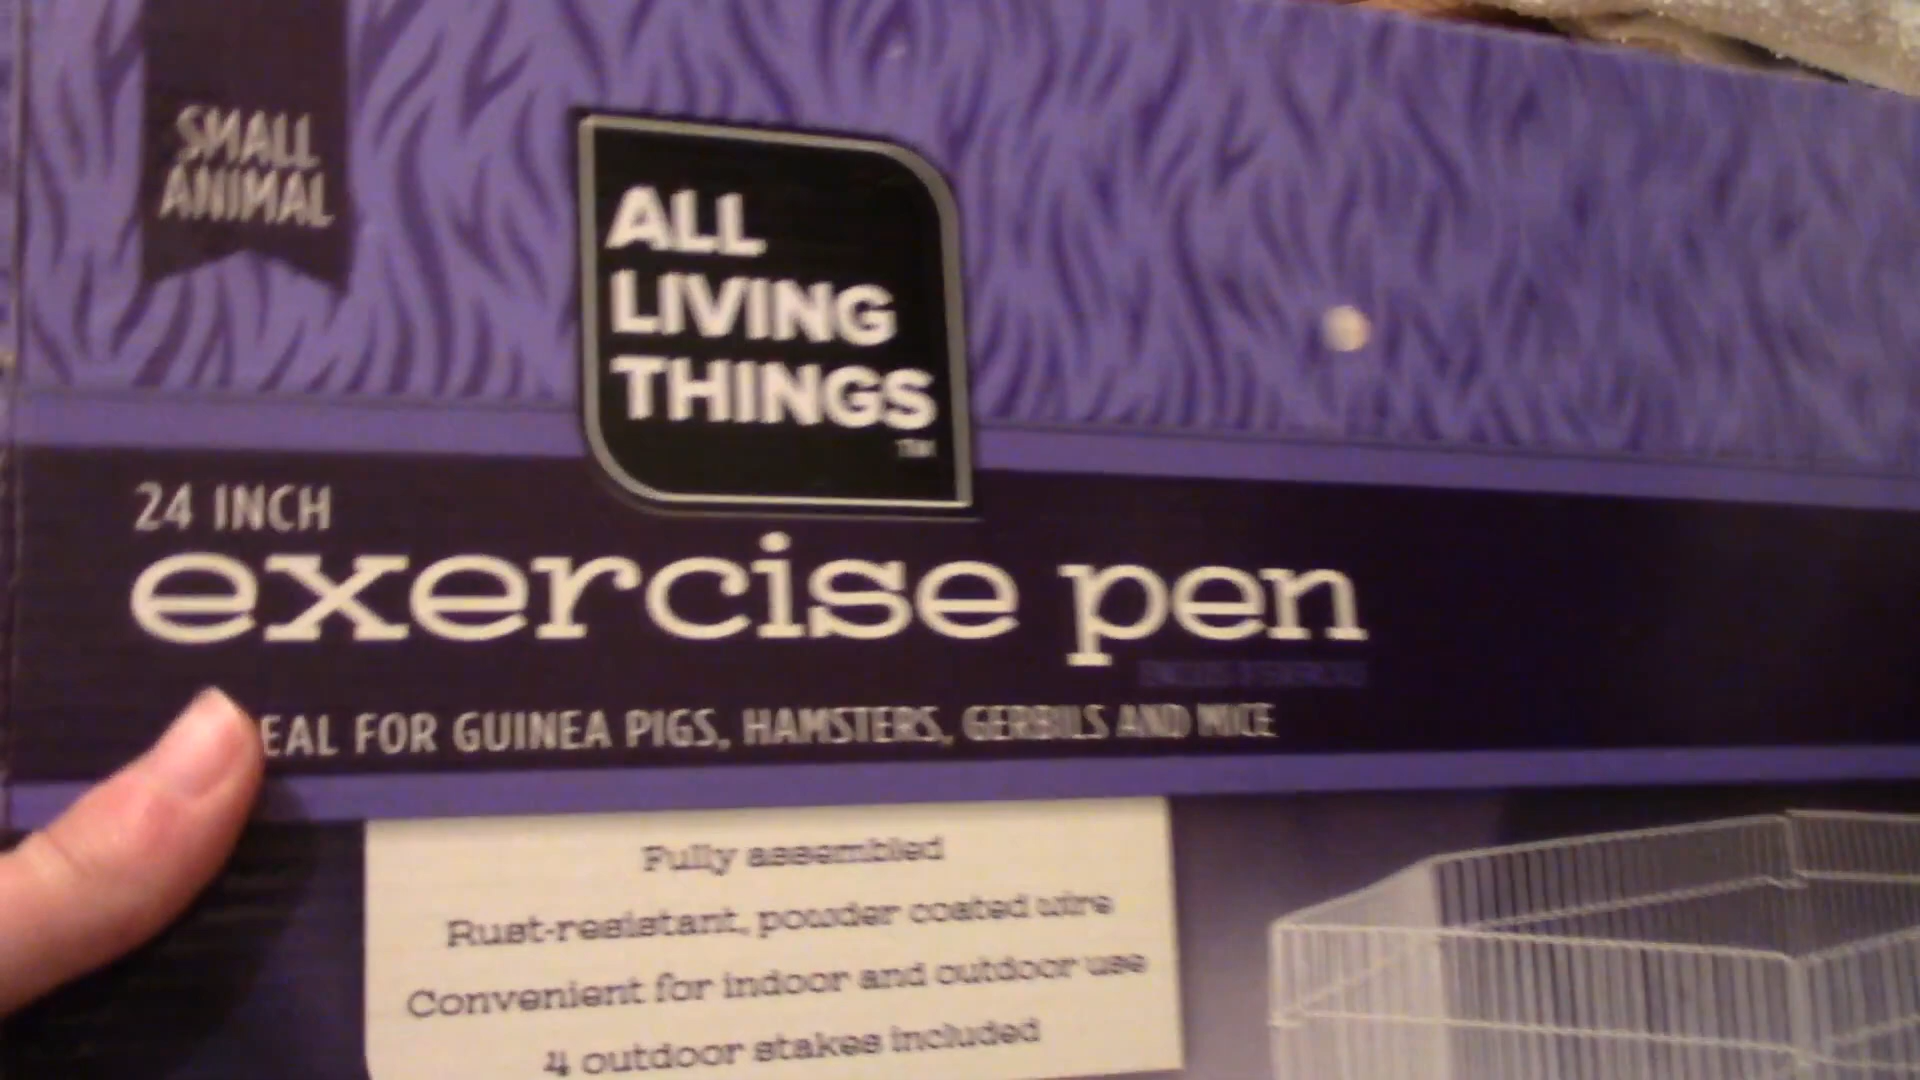 SMALL
ANIMAL
ALL
LIVING
THINGS
TM
24 INCH
exercise pen
EAL FOR GUINEA PIGS, HAMSTERS, GERBILS AND MICE
Fully assembled
Rust-resistant, powder coated wire
Convenient for indoor and outdoor use
4 outdoor stakes included